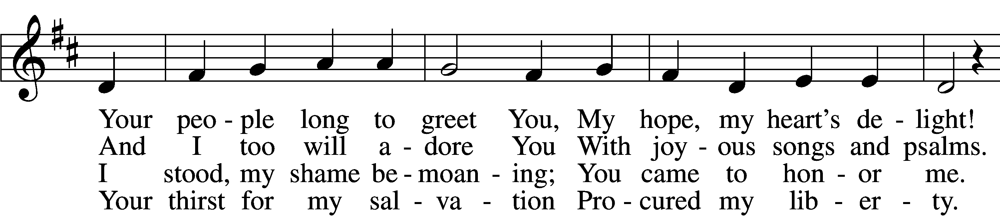 Your peo - ple long to greet You, My hope, my heart's de - light!
And I too will a - dore You With joy - ous songs and psalms.
I stood, my shame be - moan - ing; You came to hon - or me.
Your thirst for my sal - va - tion Pro - cured my lib - er - ty.